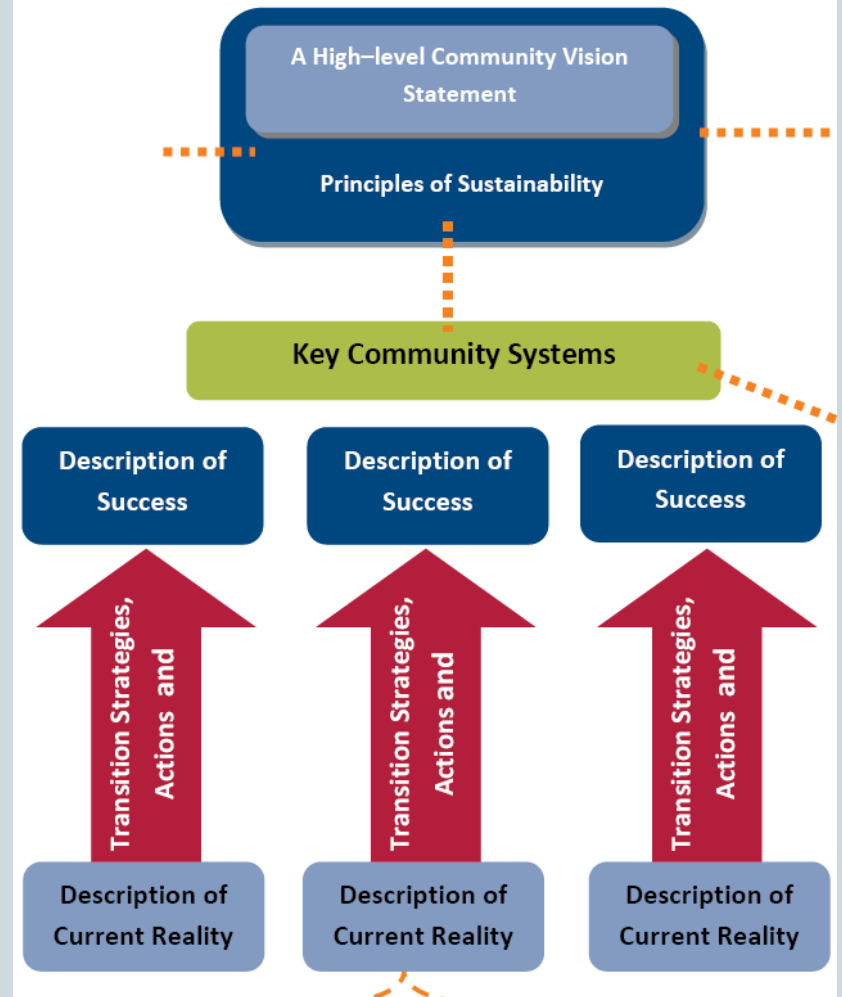 A High–level Community Vision
Statement
Principles of Sustainability
Key Community Systems
Description of
Success
Description of
Success
Description of
Success
Transition Strategies,
Actions and
Transition Strategies,
Actions and
Transition Strategies,
Actions and
Description of
Current Reality
Description of
Current Reality
Description of
Current Reality